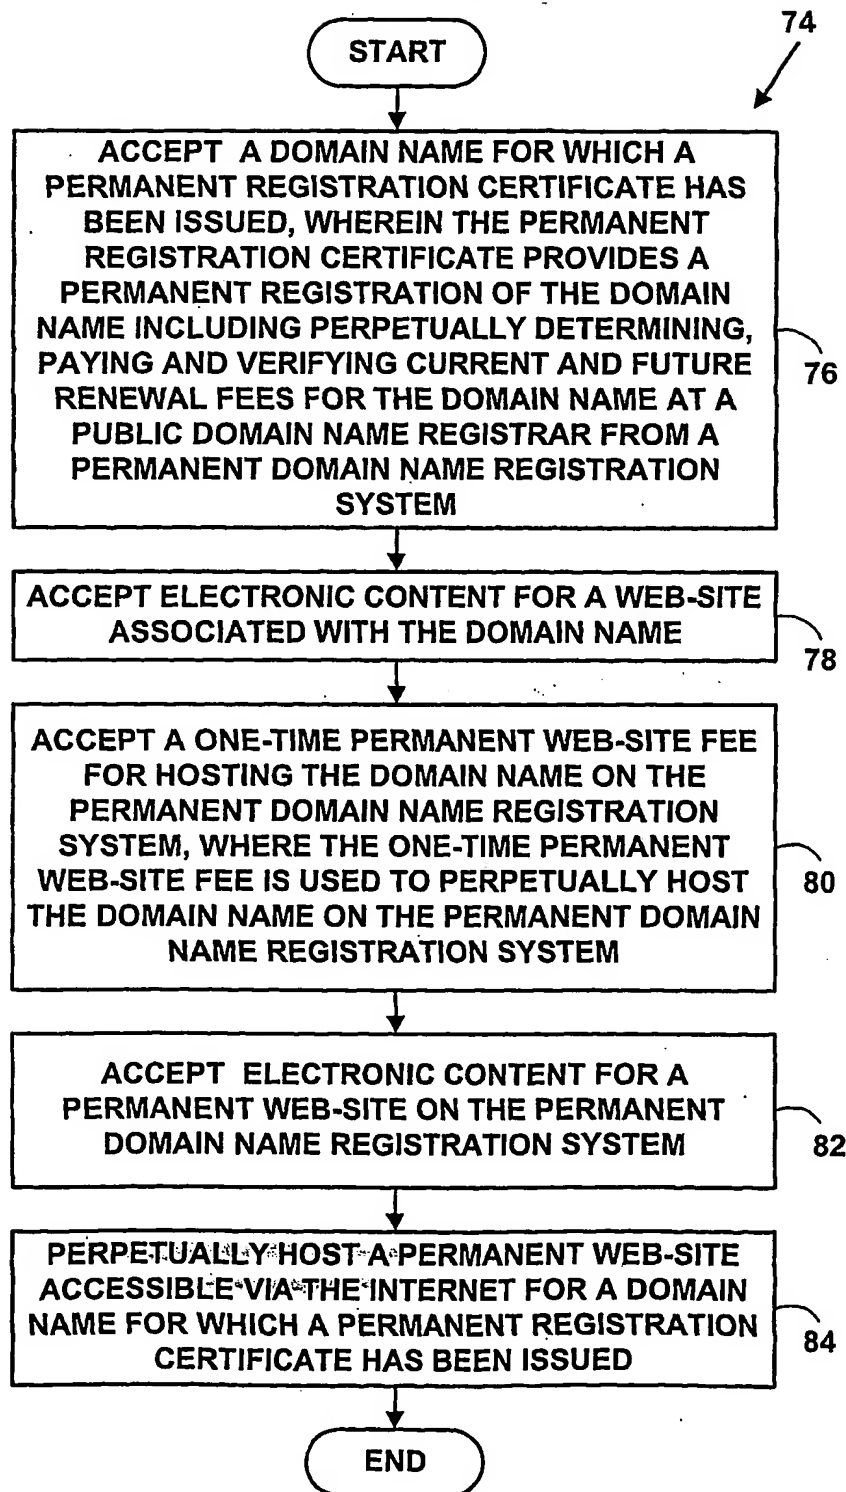 74
START
ACCEPT A DOMAIN NAME FOR WHICH A
PERMANENT REGISTRATION CERTIFICATE HAS
BEEN ISSUED, WHEREIN THE PERMANENT
REGISTRATION CERTIFICATE PROVIDES A
PERMANENT REGISTRATION OF THE DOMAIN
NAME INCLUDING PERPETUALLY DETERMINING,
PAYING AND VERIFYING CURRENT AND FUTURE
RENEWAL FEES FOR THE DOMAIN NAME AT A
PUBLIC DOMAIN NAME REGISTRAR FROM A
PERMANENT DOMAIN NAME REGISTRATION
SYSTEM
76
ACCEPT ELECTRONIC CONTENT FOR A WEB-SITE
ASSOCIATED WITH THE DOMAIN NAME
78
ACCEPT A ONE-TIME PERMANENT WEB-SITE FEE
FOR HOSTING THE DOMAIN NAME ON THE
PERMANENT DOMAIN NAME REGISTRATION
SYSTEM, WHERE THE ONE-TIME PERMANENT
WEB-SITE FEE IS USED TO PERPETUALLY HOST
THE DOMAIN NAME ON THE PERMANENT DOMAIN
NAME REGISTRATION SYSTEM
80
ACCEPT ELECTRONIC CONTENT FOR A
PERMANENT WEB-SITE ON THE PERMANENT
DOMAIN NAME REGISTRATION SYSTEM
82
PERPETUALLY HOST A PERMANENT WEB-SITE
ACCESSIBLE VIA THE INTERNET FOR A DOMAIN
NAME FOR WHICH A PERMANENT REGISTRATION
CERTIFICATE HAS BEEN ISSUED
84
END